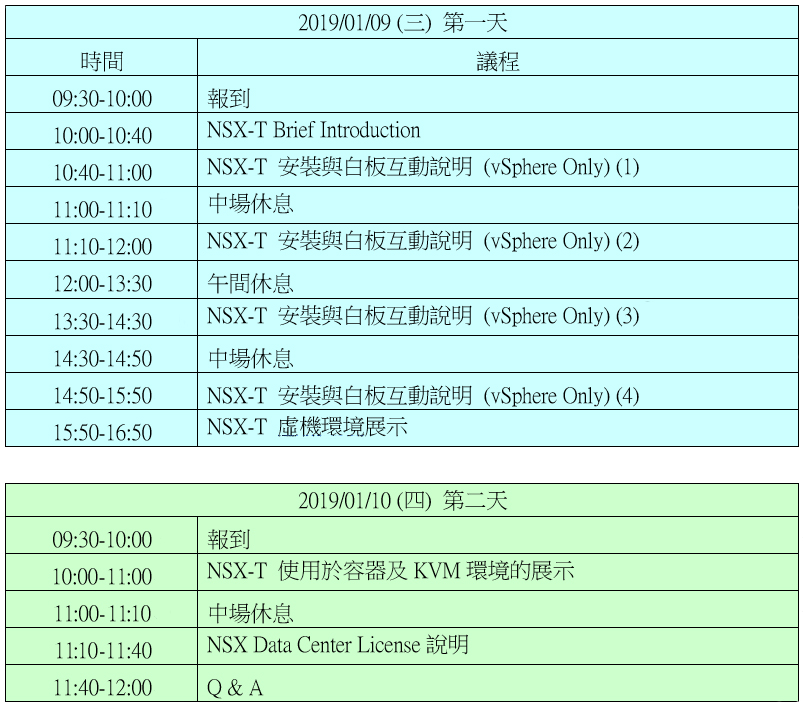 2019/01/09 (三) 第一天
時間 議程
09:30-10:00 報到
10:00-10:40 NSX-T Brief Introduction
10:40-11:00 NSX-T 安裝與白板互動說明 (vSphere Only) (1)
11:00-11:10 中場休息
11:10-12:00 NSX-T 安裝與白板互動說明 (vSphere Only) (2)
12:00-13:30 午間休息
13:30-14:30 NSX-T 安裝與白板互動說明 (vSphere Only) (3)
14:30-14:50 中場休息
14:50-15:50 NSX-T 安裝與白板互動說明 (vSphere Only) (4)
15:50-16:50 NSX-T 虛機環境展示
2019/01/10 (四) 第二天
09:30-10:00 報到
10:00-11:00 NSX-T 使用於容器及 KVM 環境的展示
11:00-11:10 中場休息
11:10-11:40 NSX Data Center License 說明
11:40-12:00 Q & A